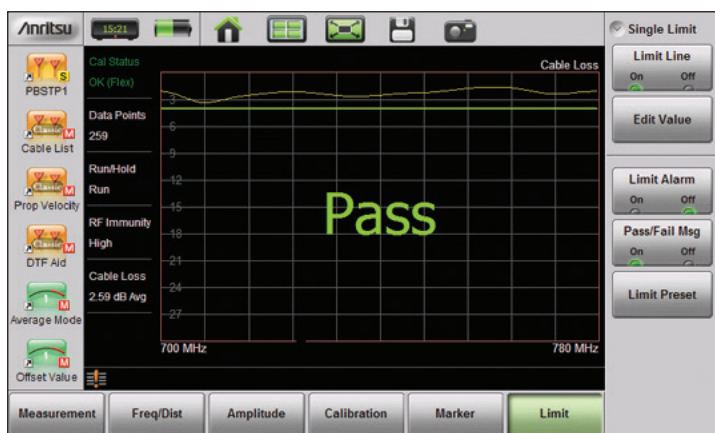 Anritsu
15:21
Single Limit
PBSTP1
Cable List
Prop Velocity
DTF Aid
Average Mode
Offset Value
Cal Status
OK (Flex)
Data Points
259
Run/Hold
Run
RF Immunity
High
Cable Loss
2.59 dB Avg
Cable Loss
-3
-6
-9
-12
-15
-18
-21
-24
-27
Pass
700 MHz
780 MHz
Limit Line
On Off
Edit Value
Limit Alarm
On Off
Pass/Fail Msg
On Off
Limit Preset
S
Classic M
Classic M
M
M
M
Measurement
Freq/Dist
Amplitude
Calibration
Marker
Limit